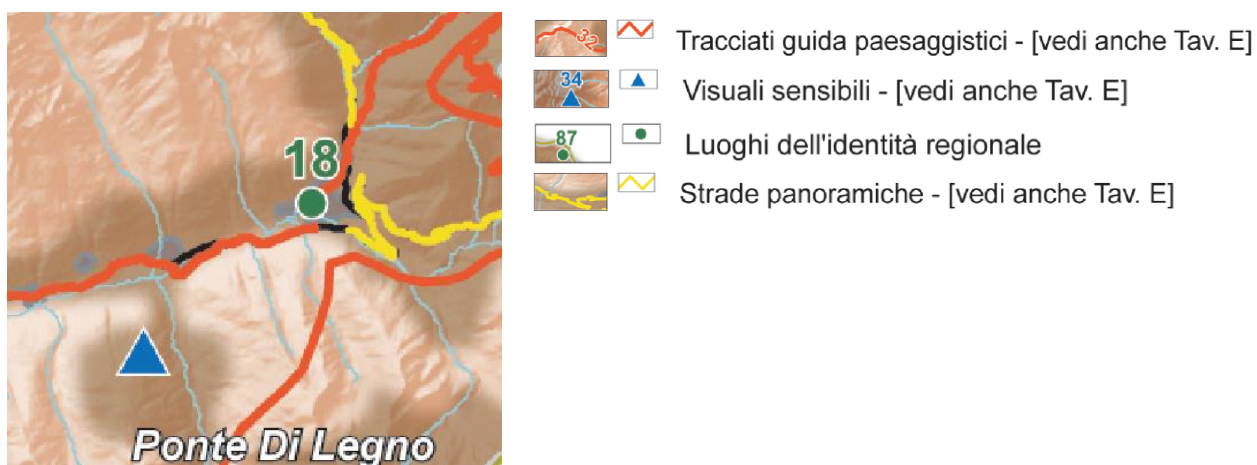 18
Ponte Di Legno
32
Tracciati guida paesaggistici - [vedi anche Tav. E]
34
Visuali sensibili - [vedi anche Tav. E]
87
Luoghi dell'identità regionale
Strade panoramiche - [vedi anche Tav. E]